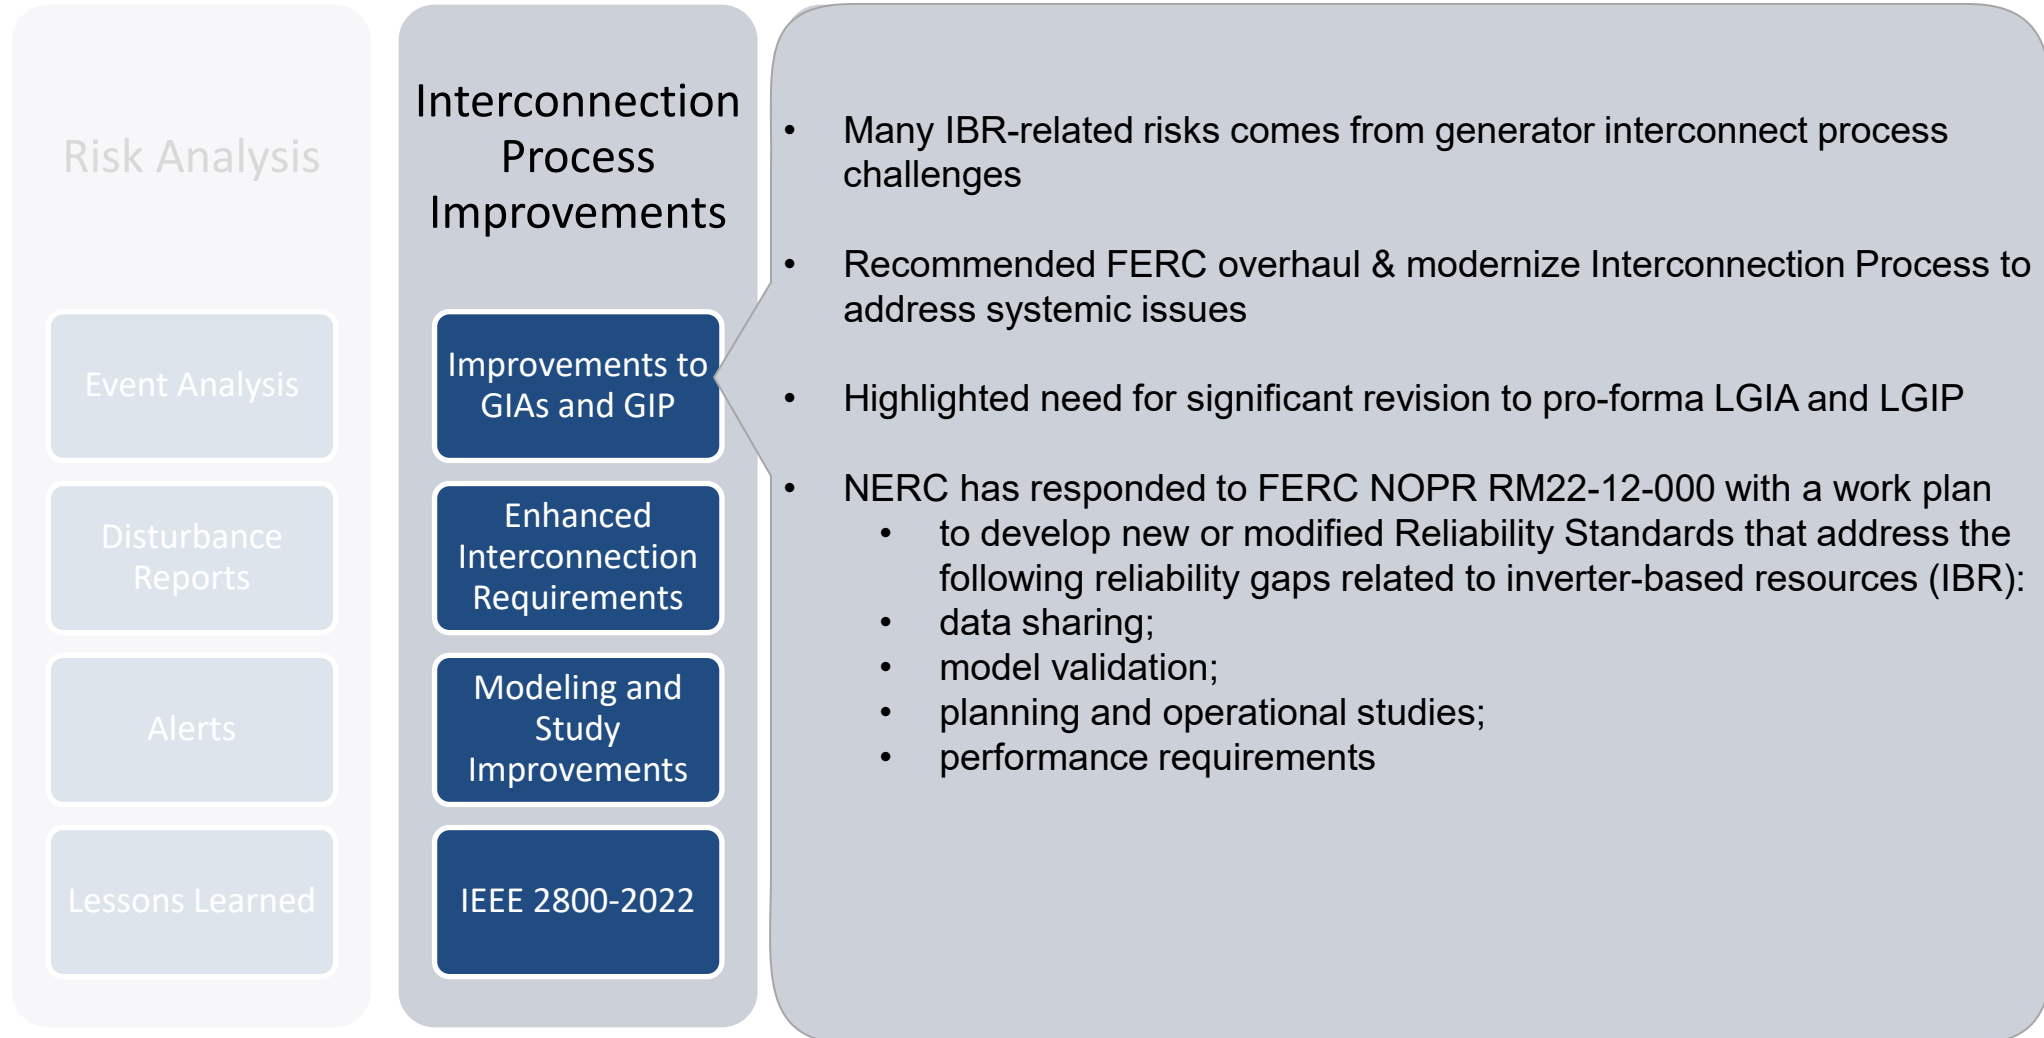 Risk Analysis
Event Analysis
Disturbance
Reports
Alerts
Lessons Learned
Interconnection
Process
Improvements
Improvements to
GIAs and GIP
Enhanced
Interconnection
Requirements
Modeling and
Study
Improvements
IEEE 2800-2022
• Many IBR-related risks comes from generator interconnect process
challenges
• Recommended FERC overhaul & modernize Interconnection Process to
address systemic issues
• Highlighted need for significant revision to pro-forma LGIA and LGIP
• NERC has responded to FERC NOPR RM22-12-000 with a work plan
• to develop new or modified Reliability Standards that address the
following reliability gaps related to inverter-based resources (IBR):
• data sharing;
• model validation;
• planning and operational studies;
• performance requirements